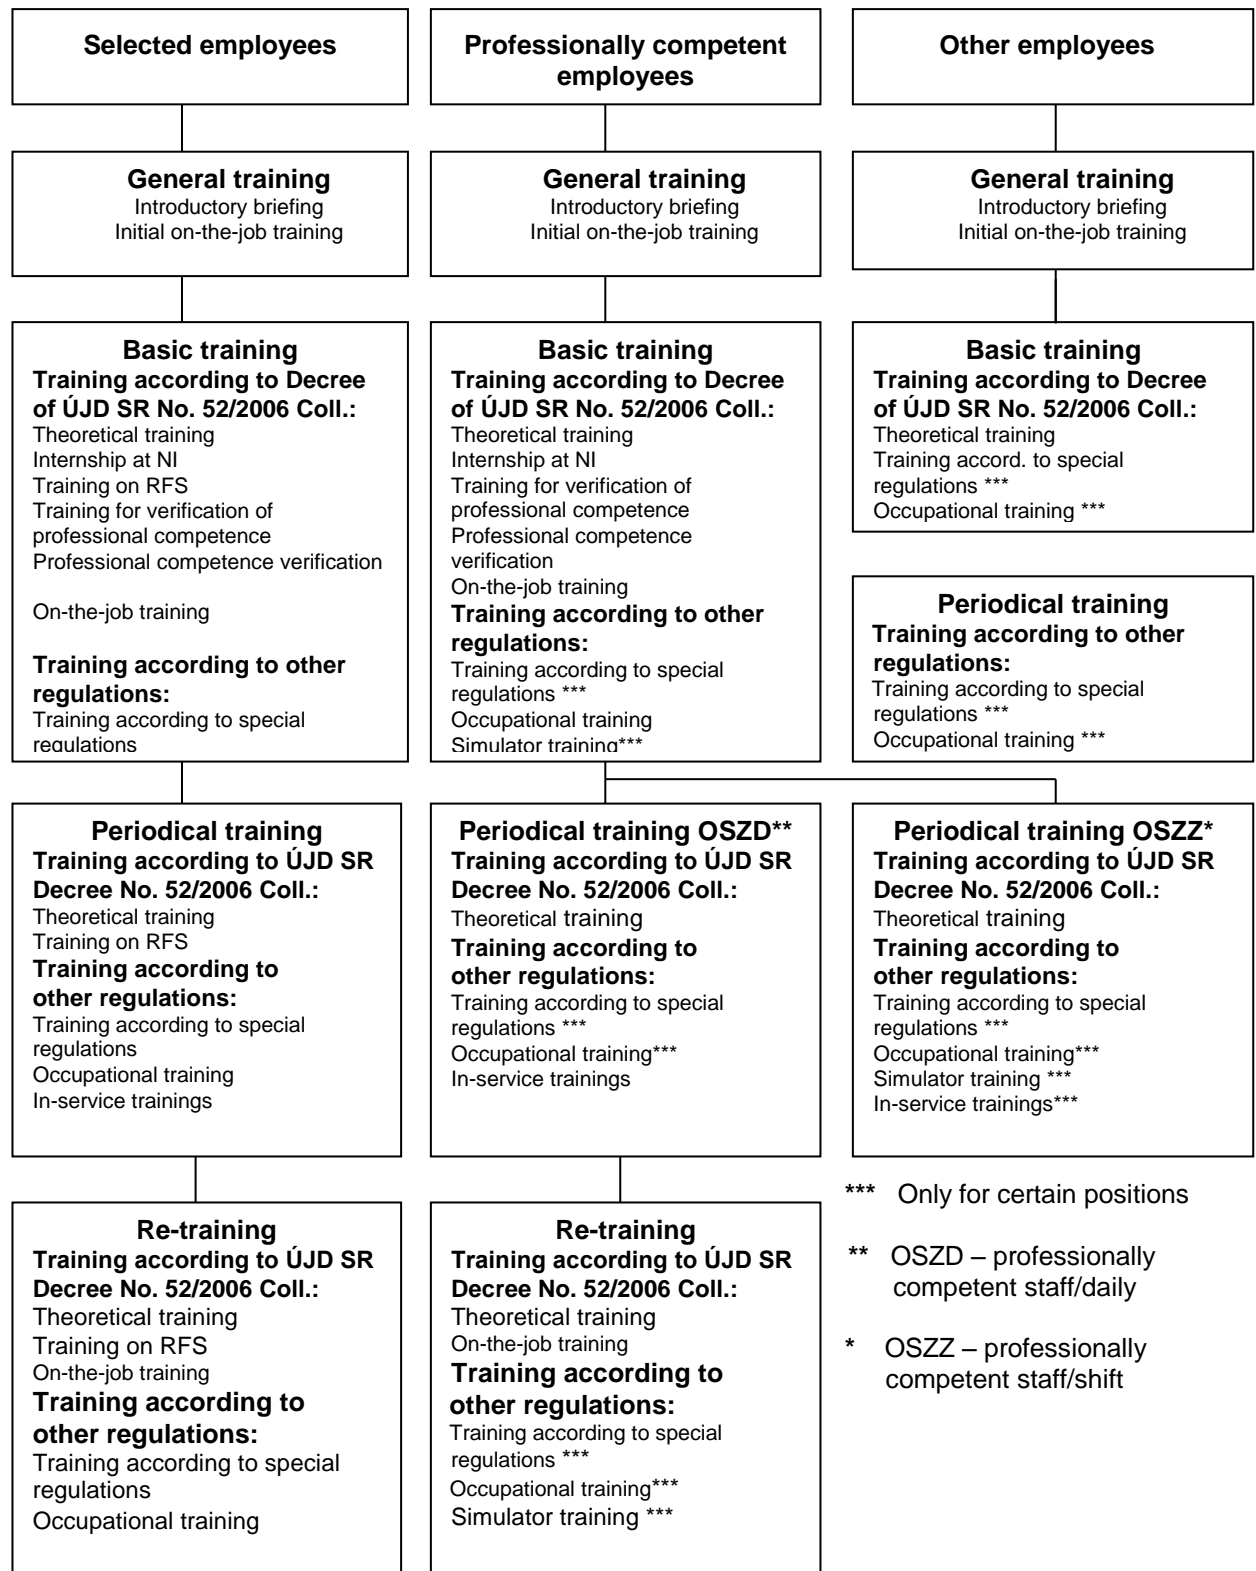 Selected employees
Professionally competent
employees
Other employees
General training
Introductory briefing
Initial on-the-job training
General training
Introductory briefing
Initial on-the-job training
General training
Introductory briefing
Initial on-the-job training
Basic training
Training according to Decree
of ÚJD SR No. 52/2006 Coll.:
Theoretical training
Internship at NI
Training on RFS
Training for verification of
professional competence
Professional competence verification
On-the-job training
Training according to other
regulations:
Training according to special
regulations
Basic training
Training according to Decree
of ÚJD SR No. 52/2006 Coll.:
Theoretical training
Internship at NI
Training for verification of
professional competence
Professional competence
verification
On-the-job training
Training according to other
regulations:
Training according to special
regulations ***
Occupational training
Simulator training***
Basic training
Training according to Decree
of ÚJD SR No. 52/2006 Coll.:
Theoretical training
Training accord. to special
regulations ***
Occupational training ***
Periodical training
Training according to other
regulations:
Training according to special
regulations ***
Occupational training ***
Periodical training
Training according to ÚJD SR
Decree No. 52/2006 Coll.:
Theoretical training
Training on RFS
Training according to
other regulations:
Training according to special
regulations
Occupational training
In-service trainings
Periodical training OSZD**
Training according to ÚJD SR
Decree No. 52/2006 Coll.:
Theoretical training
Training according to
other regulations:
Training according to special
regulations ***
Occupational training***
In-service trainings
Periodical training OSZZ*
Training according to ÚJD SR
Decree No. 52/2006 Coll.:
Theoretical training
Training according to
other regulations:
Training according to special
regulations ***
Occupational training***
Simulator training ***
In-service trainings***
Re-training
Training according to ÚJD SR
Decree No. 52/2006 Coll.:
Theoretical training
Training on RFS
On-the-job training
Training according to
other regulations:
Training according to special
regulations
Occupational training
Re-training
Training according to ÚJD SR
Decree No. 52/2006 Coll.:
Theoretical training
On-the-job training
Training according to
other regulations:
Training according to special
regulations ***
Occupational training***
Simulator training ***
*** Only for certain positions
** OSZD – professionally
competent staff/daily
* OSZZ – professionally
competent staff/shift